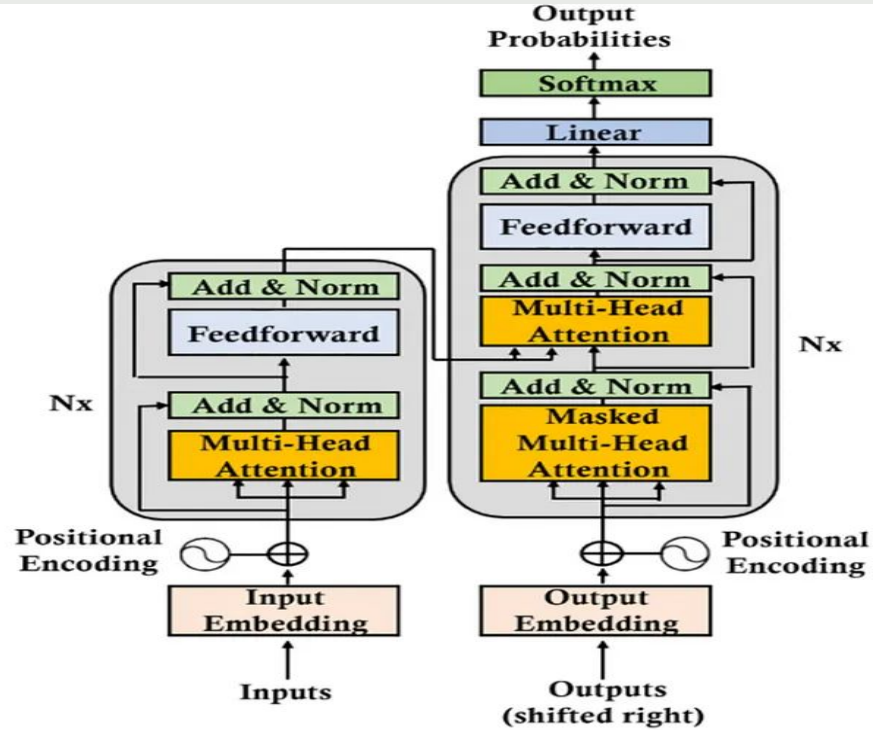 Output
Probabilities
Softmax
Linear
Add & Norm
Feedforward
Add & Norm
Multi-Head
Attention
Add & Norm
Masked
Multi-Head
Attention
Nx
Add & Norm
Feedforward
Add & Norm
Multi-Head
Attention
Nx
Positional
Encoding
Positional
Encoding
Input
Embedding
Output
Embedding
Inputs
Outputs
(shifted right)